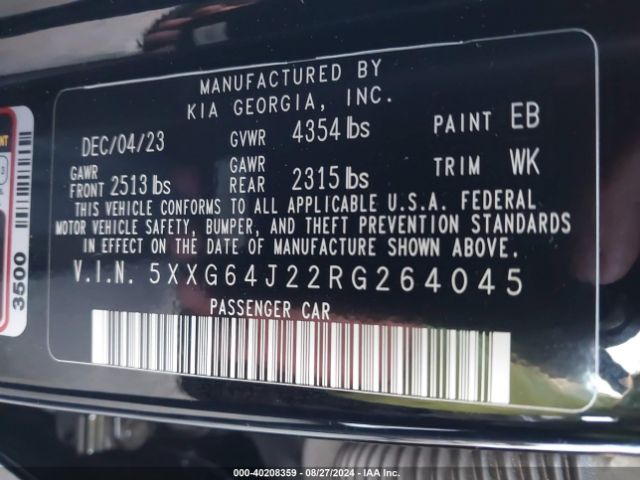 MANUFACTURED BY
KIA GEORGIA, INC.
DEC/04/23 GVWR 4354 lbs PAINT EB
GAWR FRONT 2513 lbs GAWR REAR 2315 lbs TRIM WK
THIS VEHICLE CONFORMS TO ALL APPLICABLE U.S.A. FEDERAL
MOTOR VEHICLE SAFETY, BUMPER, AND THEFT PREVENTION STANDARDS
IN EFFECT ON THE DATE OF MANUFACTURE SHOWN ABOVE.
V.I.N. 5XXG64J22RG264045
PASSENGER CAR
3500
000-40208359 - 08/27/2024 - IAA Inc.